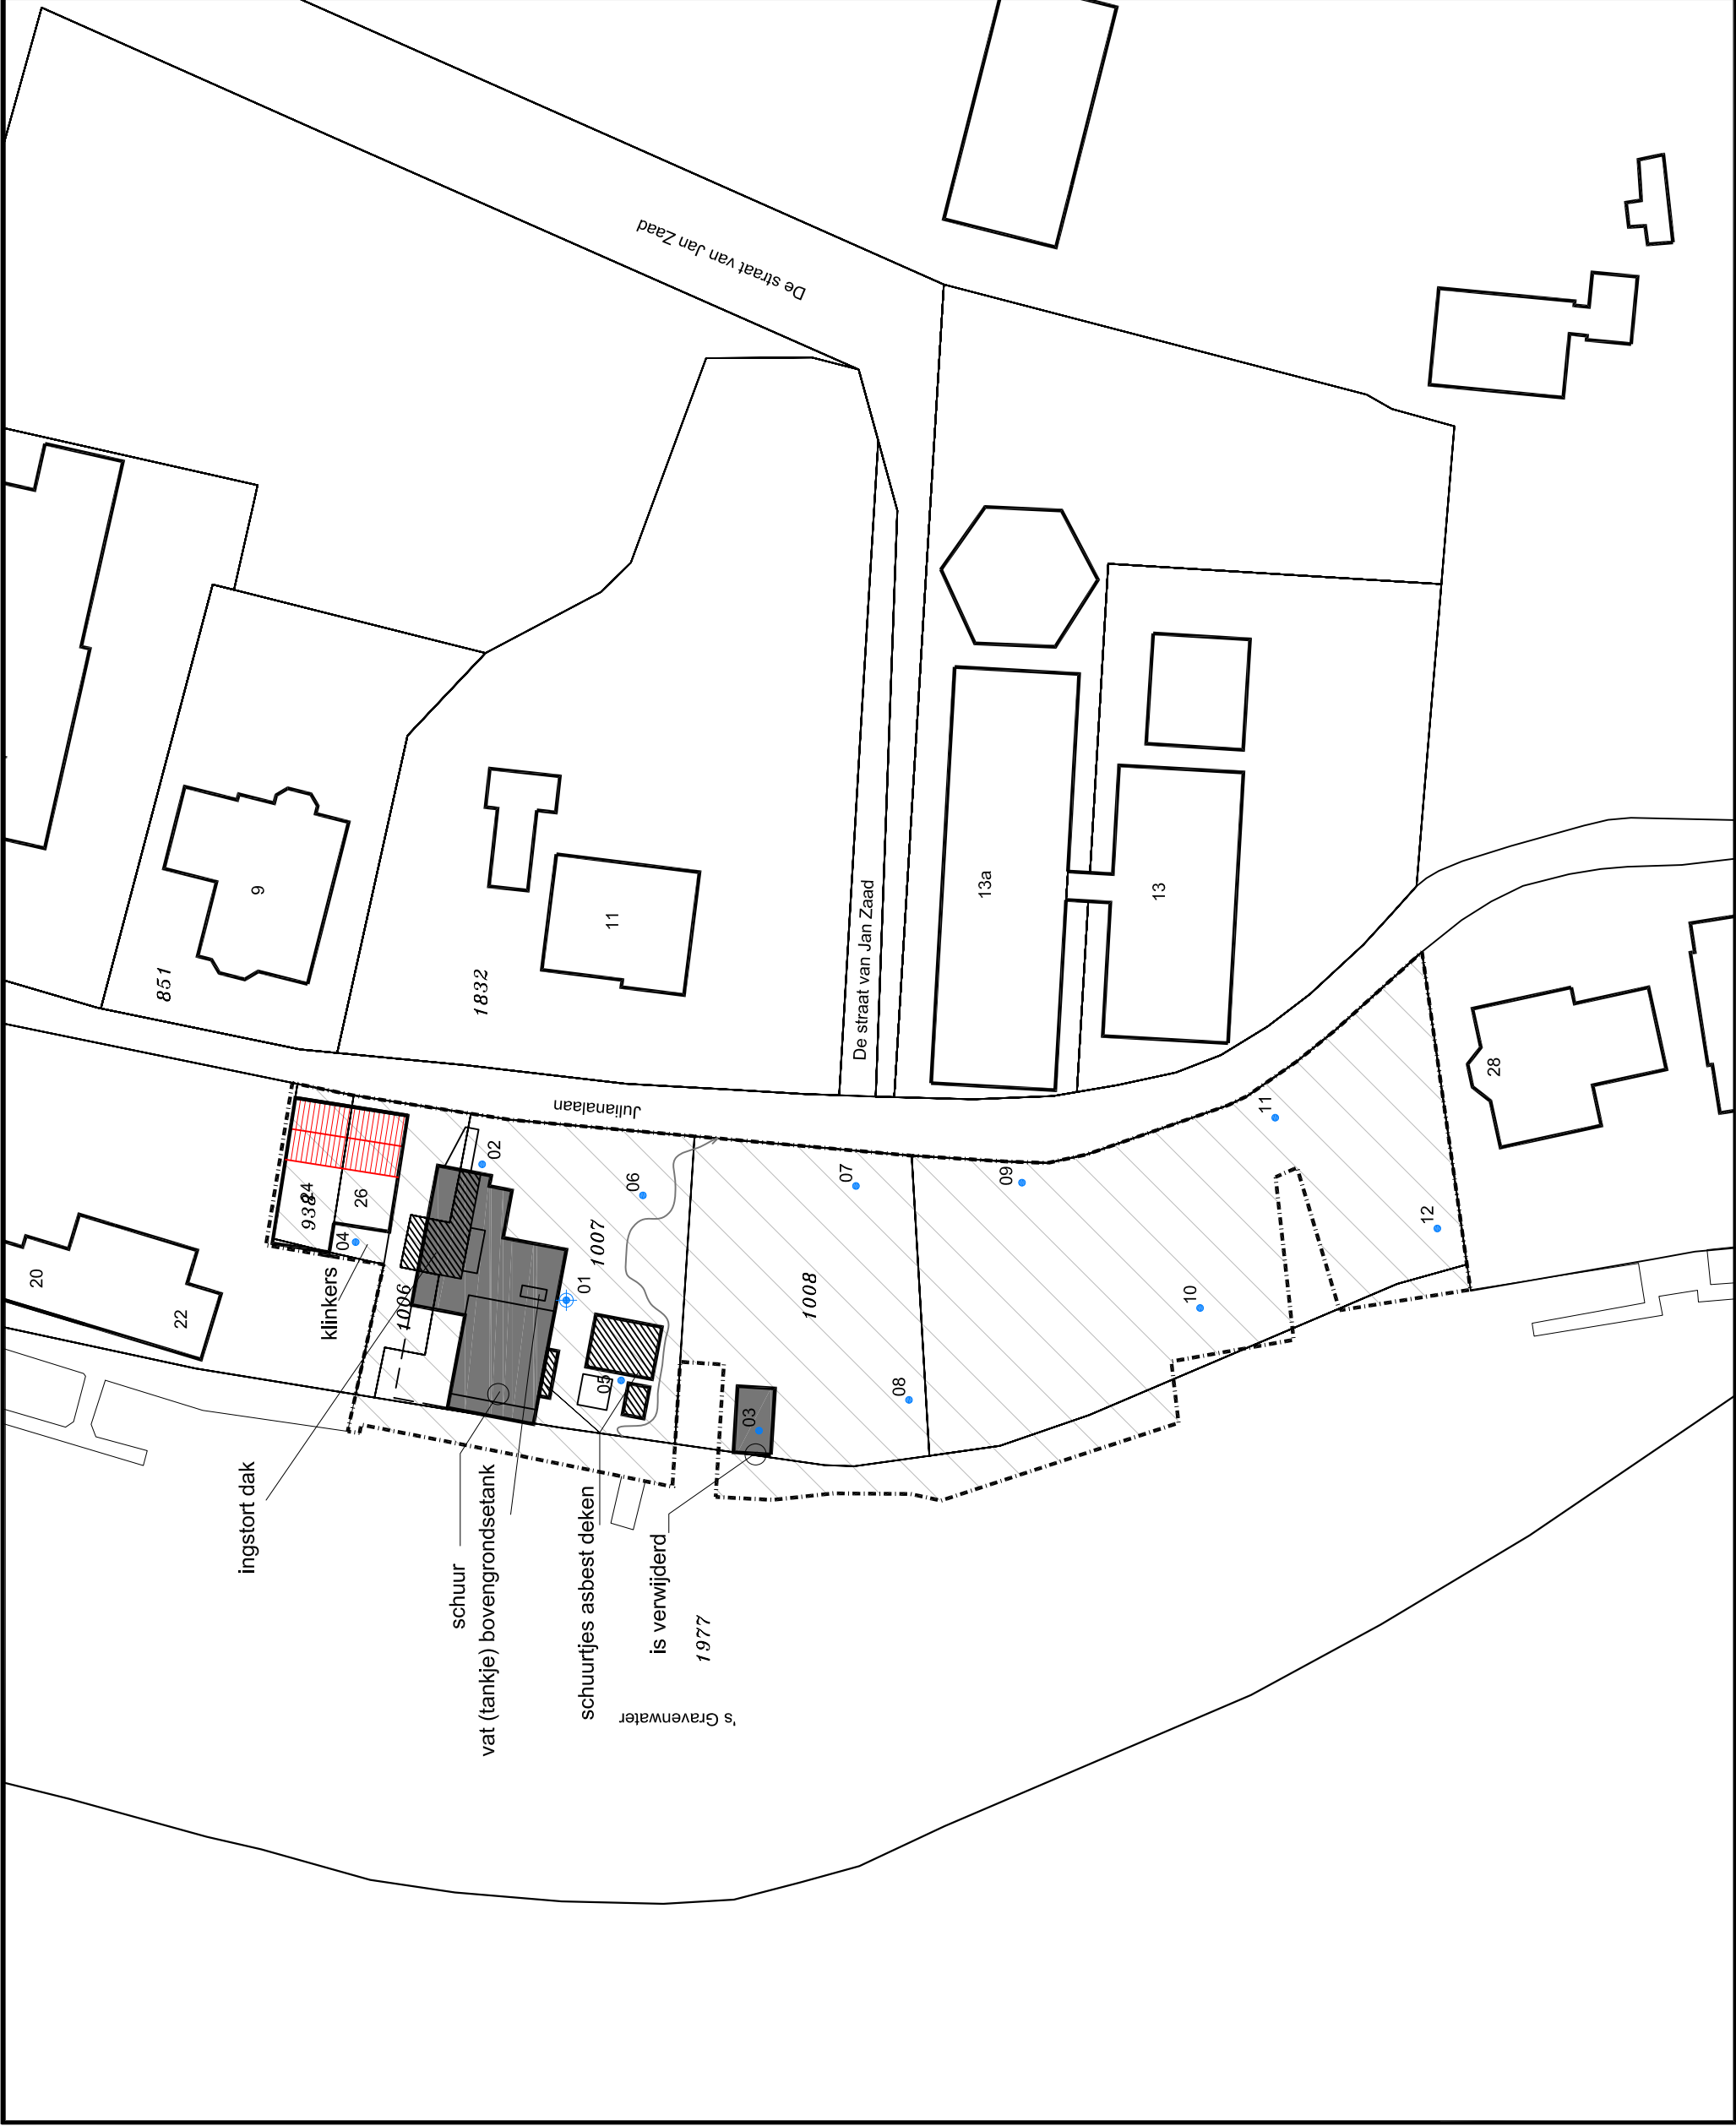 De straat van Jan Zaad
9
851
11
1832
De straat van Jan Zaad
13a
13
28
Julianalaan
20
22
24
938
26
04
klinkers
02
1006
1007
01
06
07
05
03
1008
08
09
10
11
12
ingstort dak
schuur
vat (tankje) bovengrondsetank
schuurtjes asbest deken
is verwijderd
1977
's Gravenwater